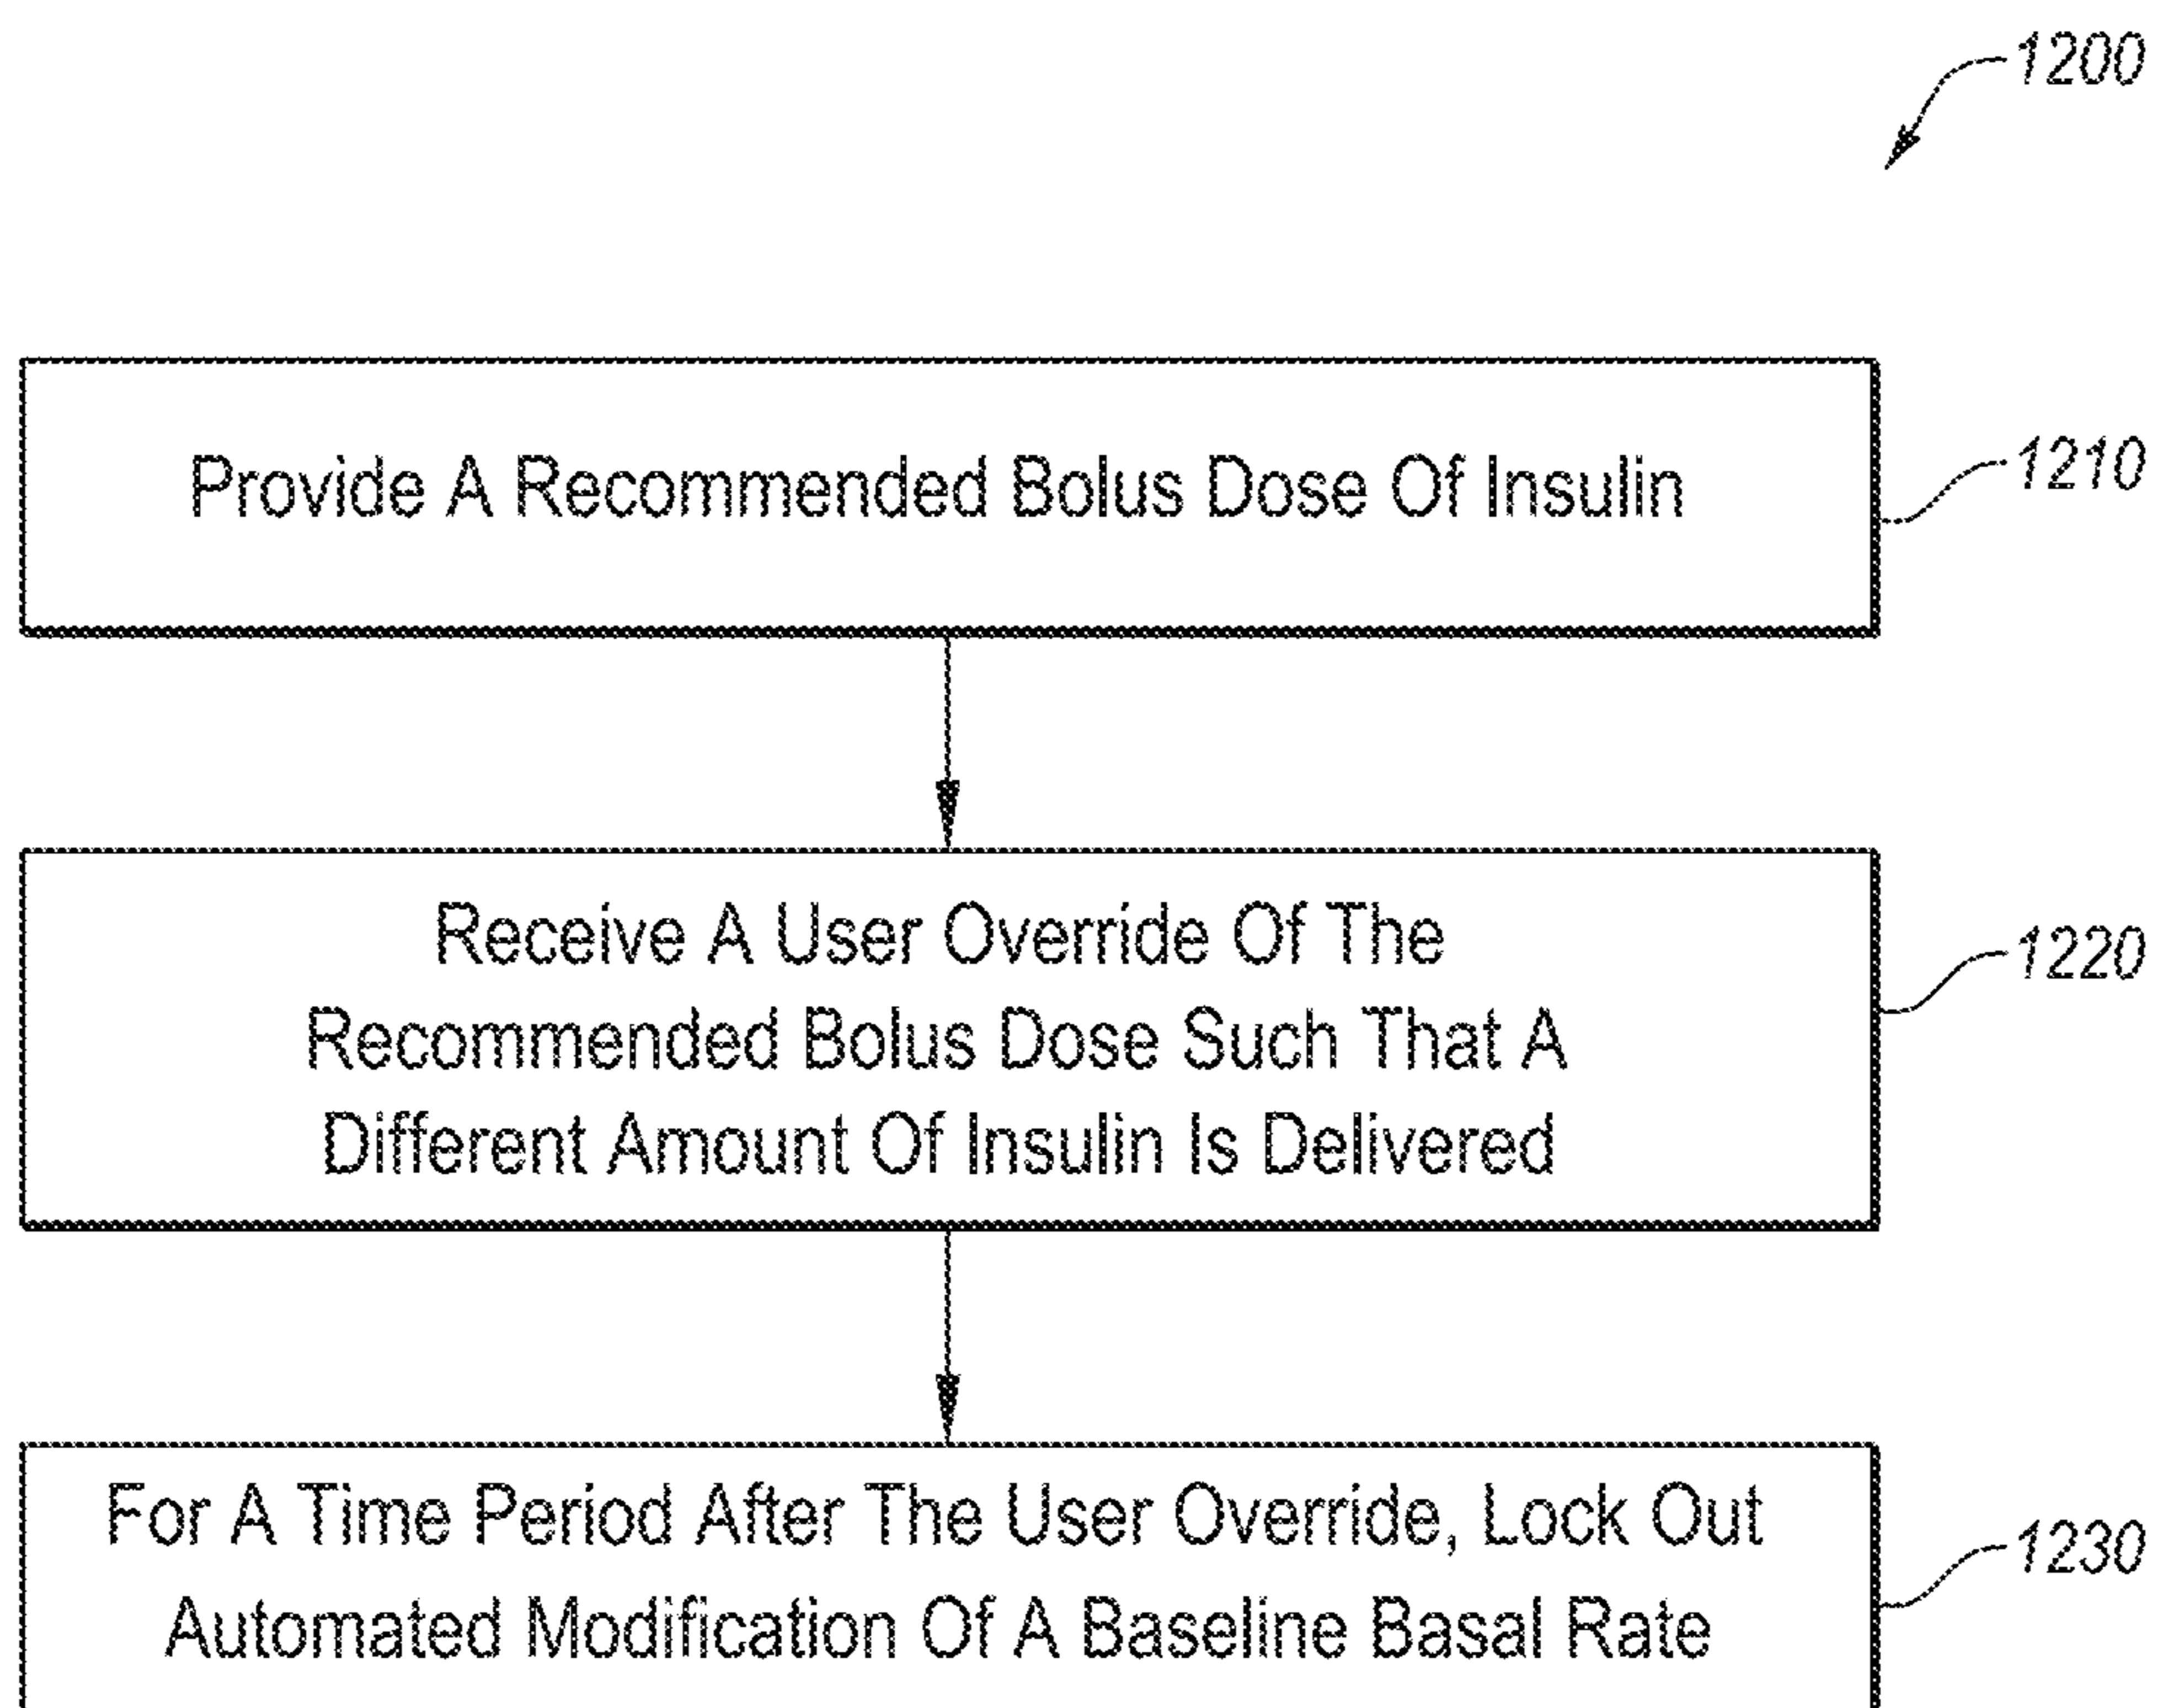 1200
Provide A Recommended Bolus Dose Of Insulin
1210
Receive A User Override Of The
Recommended Bolus Dose Such That A
Different Amount Of Insulin Is Delivered
1220
For A Time Period After The User Override, Lock Out
Automated Modification Of A Baseline Basal Rate
1230